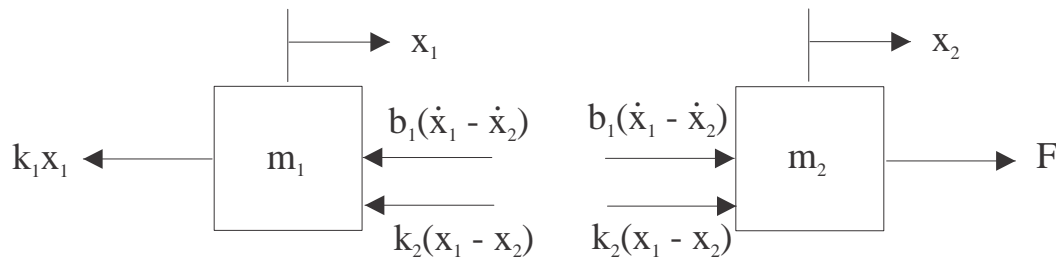 x₁
x₂
b₁(ẋ₁ - ẋ₂)
b₁(ẋ₁ - ẋ₂)
k₁x₁
m₁
m₂
F
k₂(x₁ - x₂)
k₂(x₁ - x₂)